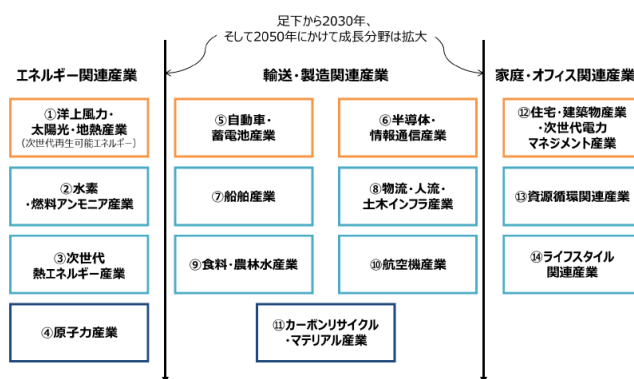 足下から2030年、
そして2050年にかけて成長分野は拡大
エネルギー関連産業
輸送・製造関連産業
家庭・オフィス関連産業
①洋上風力・
太陽光・地熱産業
(次世代再生可能エネルギー)
②水素
・燃料アンモニア産業
③次世代
熱エネルギー産業
④原子力産業
⑤自動車・
蓄電池産業
⑥半導体・
情報通信産業
⑦船舶産業
⑧物流・人流・
土木インフラ産業
⑨食料・農林水産業
⑩航空機産業
⑪カーボンリサイクル
・マテリアル産業
⑫住宅・建築物産業
・次世代電力
マネジメント産業
⑬資源循環関連産業
⑭ライフスタイル
関連産業